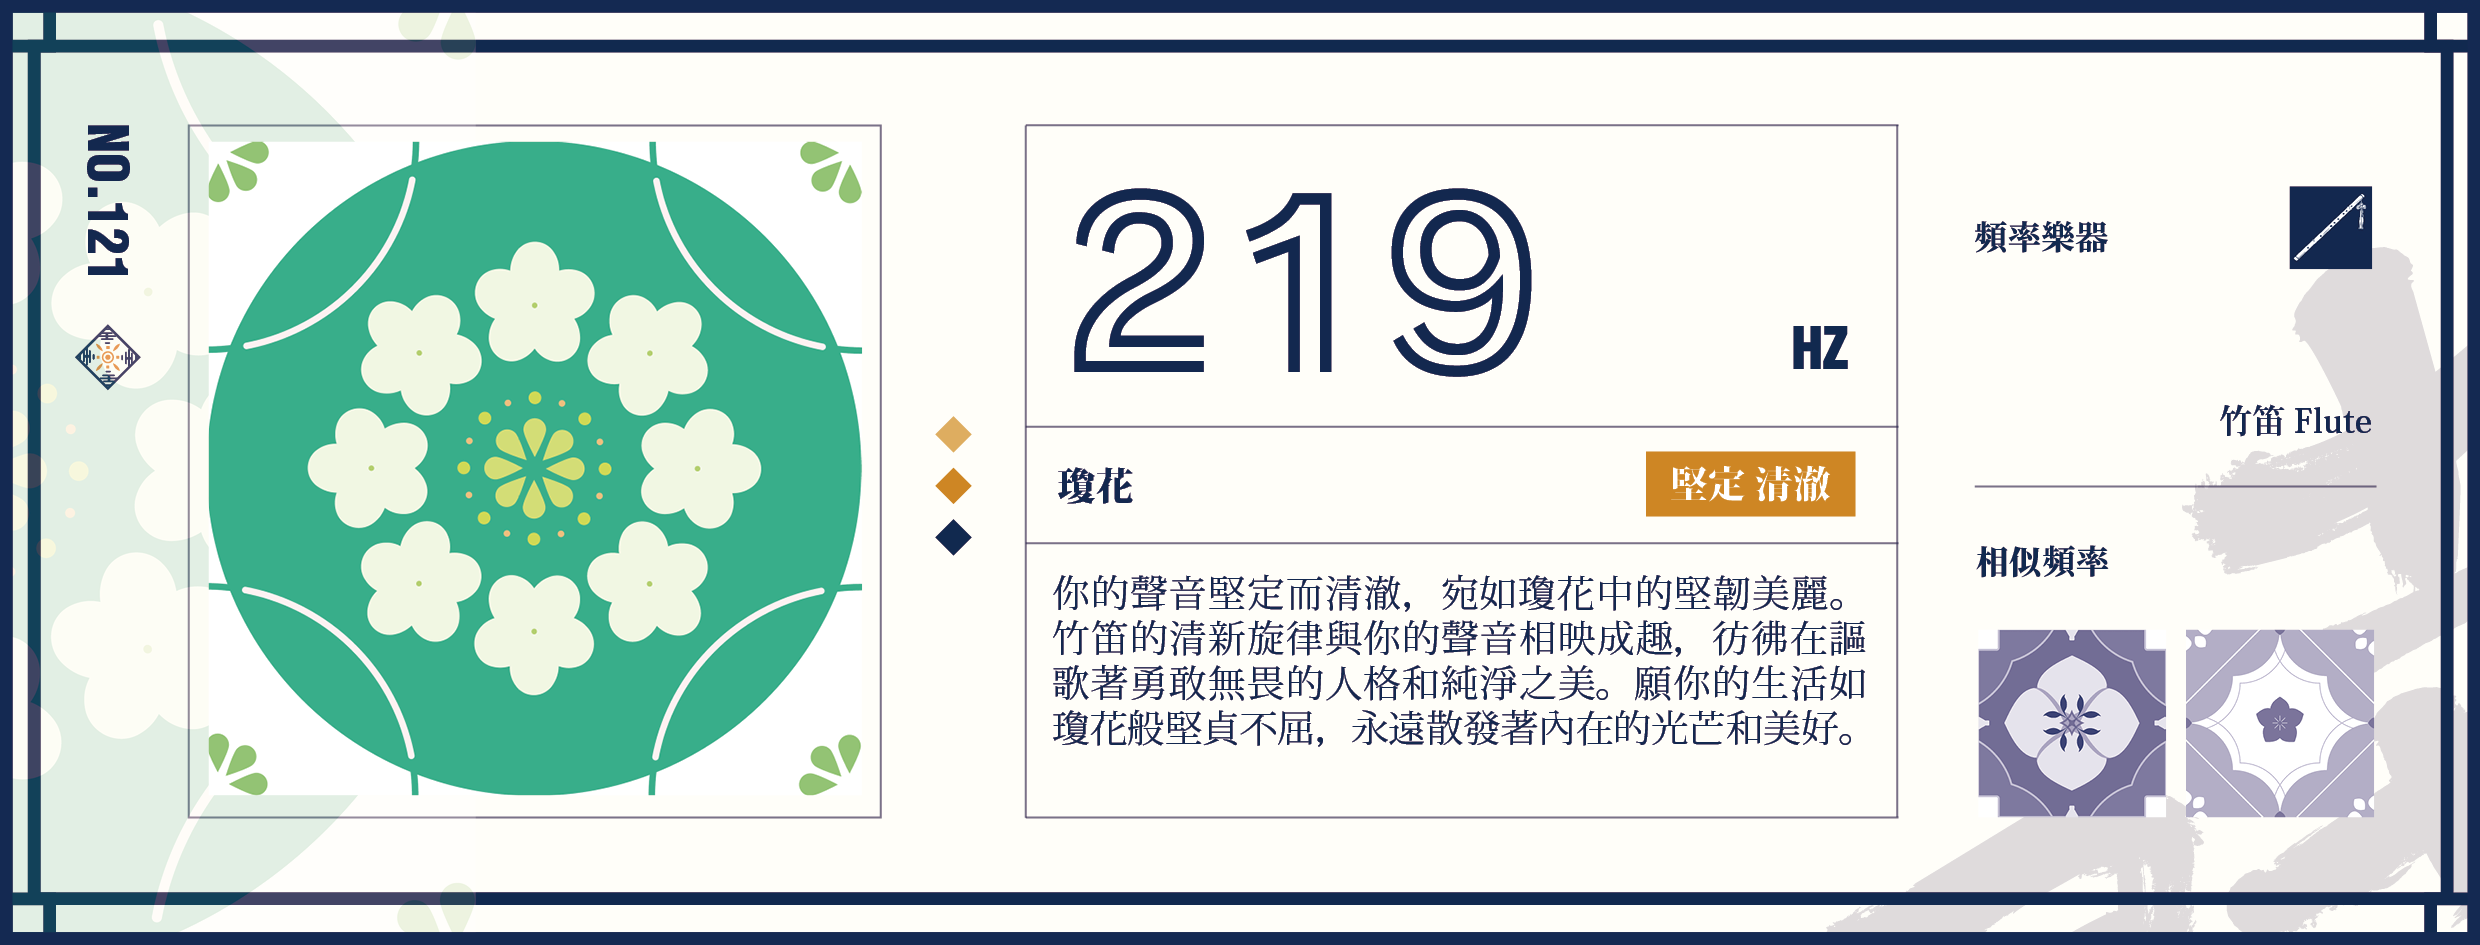 NO.121
219
HZ
瓊花
堅定 清澈
你的聲音堅定而清澈，宛如瓊花中的堅韌美麗。
竹笛的清新旋律與你的聲音相映成趣，彷彿在謳
歌著勇敢無畏的人格和純淨之美。願你的生活如
瓊花般堅貞不屈，永遠散發著內在的光芒和美好。
頻率樂器
竹笛 Flute
相似頻率